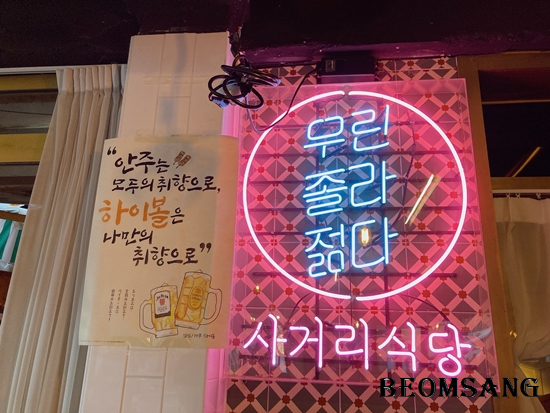 “안주는
모두의 취향으로,
하이볼은
나만의
취향으로”
우린
졸라
젊다
사거리식당
BEOMSANG